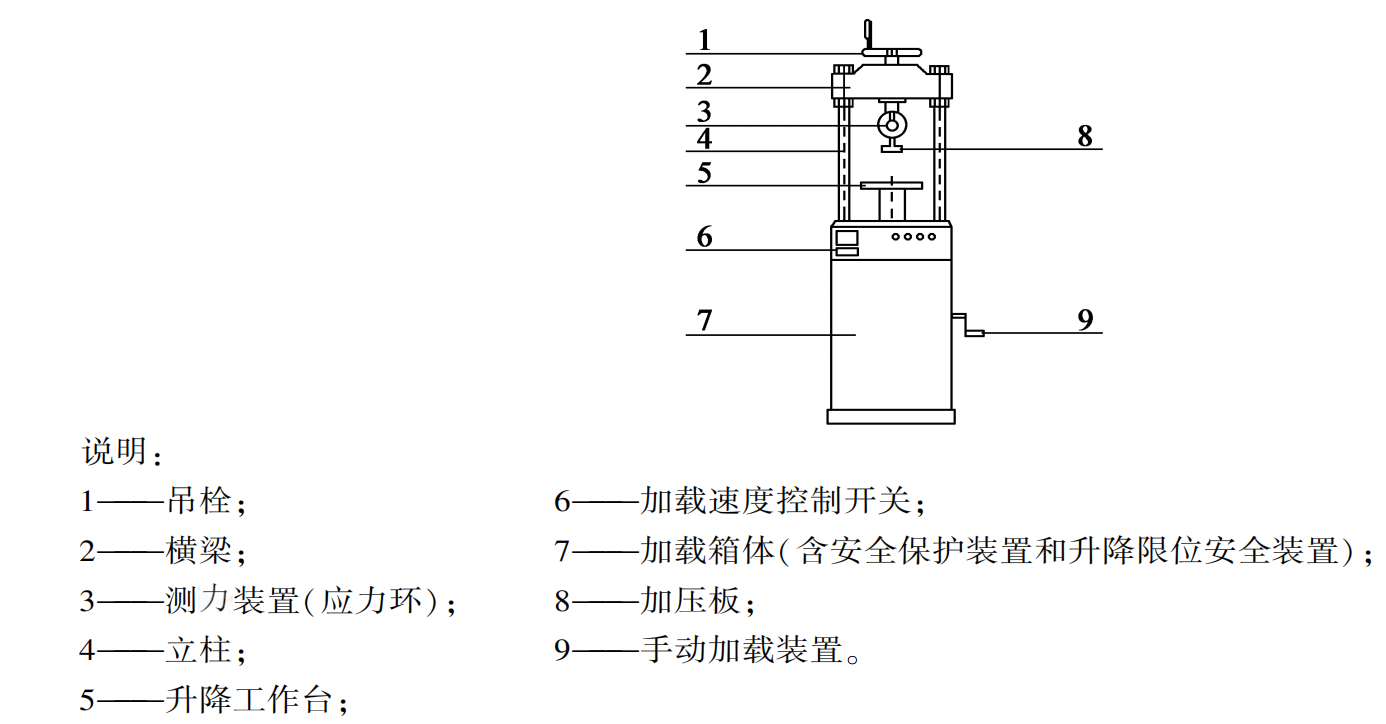 1
2
3
4
8
5
6
7
9
说明：
1——吊栓； 6——加载速度控制开关；
2——横梁； 7——加载箱体（含安全保护装置和升降限位安全装置）；
3——测力装置（应力环）； 8——加压板；
4——立柱； 9——手动加载装置。
5——升降工作台；